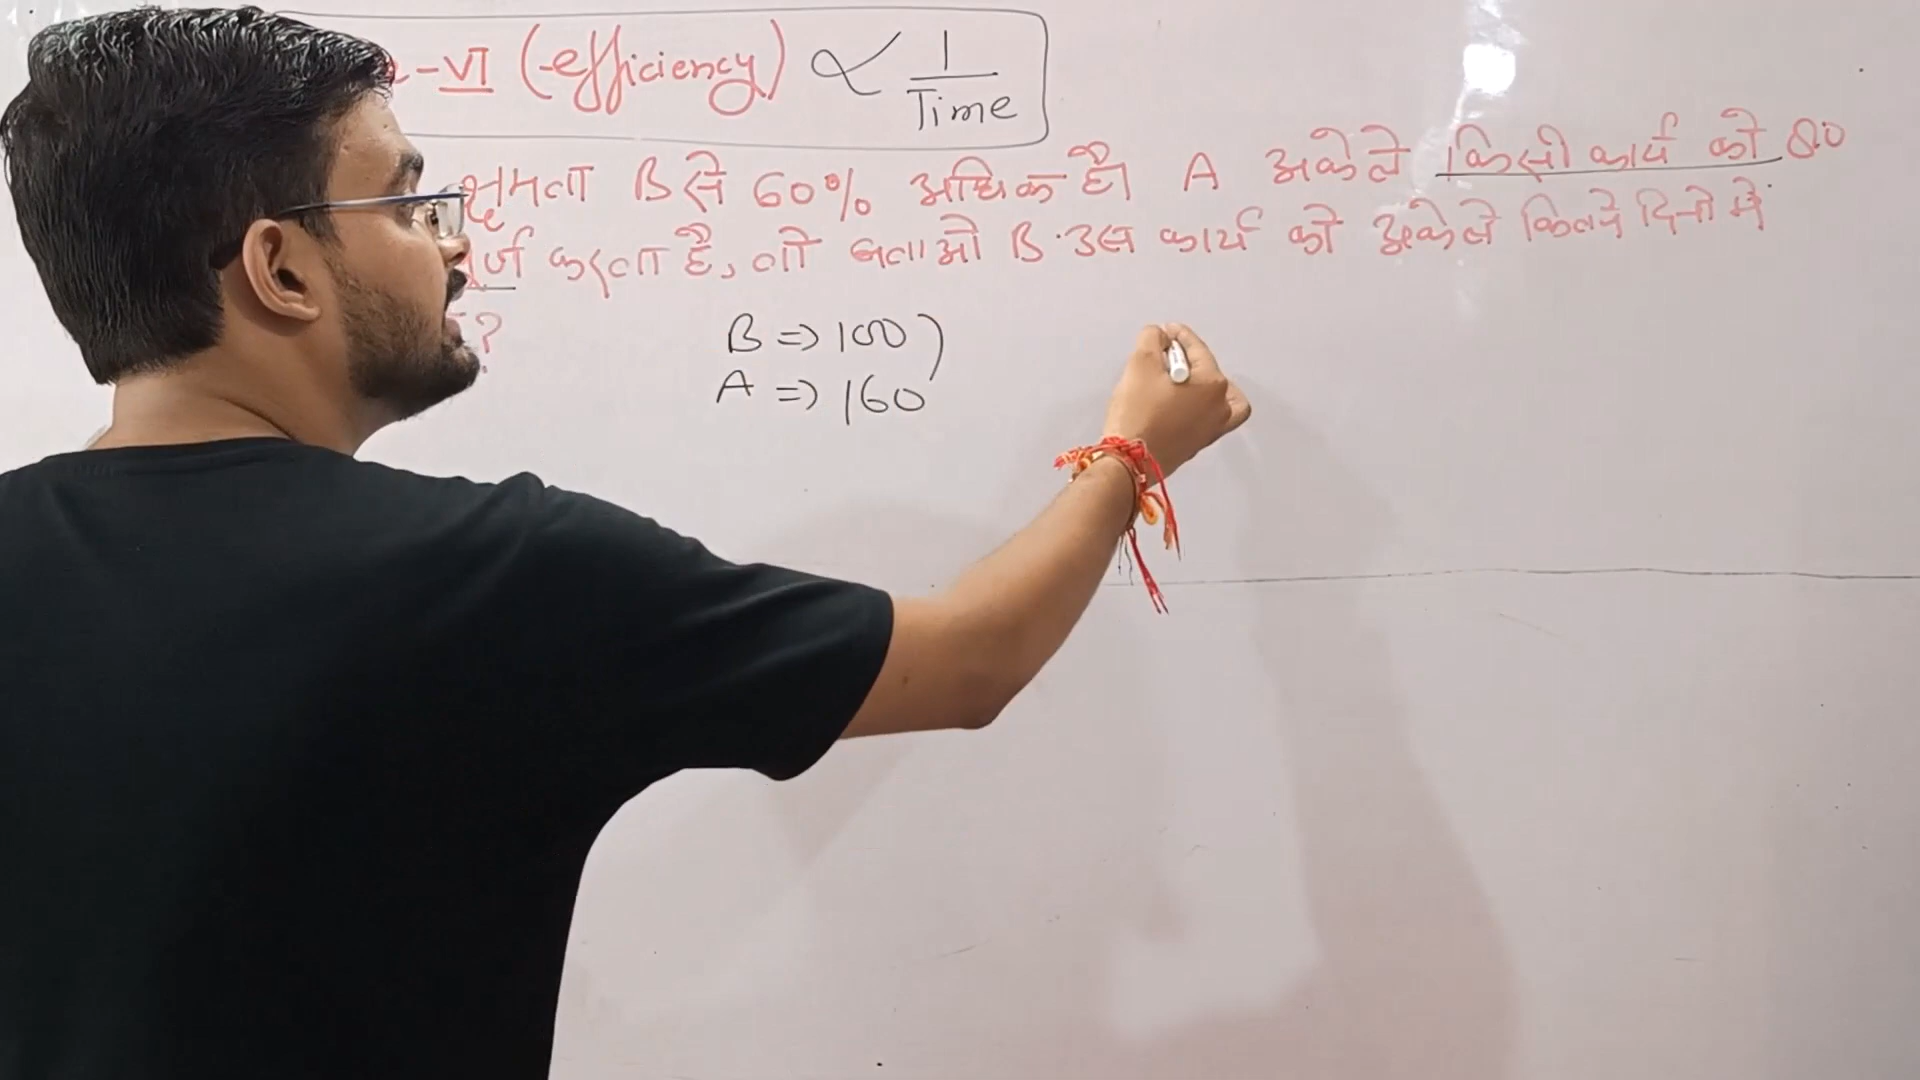 -VI (efficiency) ∝ 1/Time
क्षमता B से 60% अधिक है। A अकेले किसी कार्य को 80
करता है, तो बताओ B उस कार्य को अकेले कितने दिनो में
?
B => 100)
A => 160